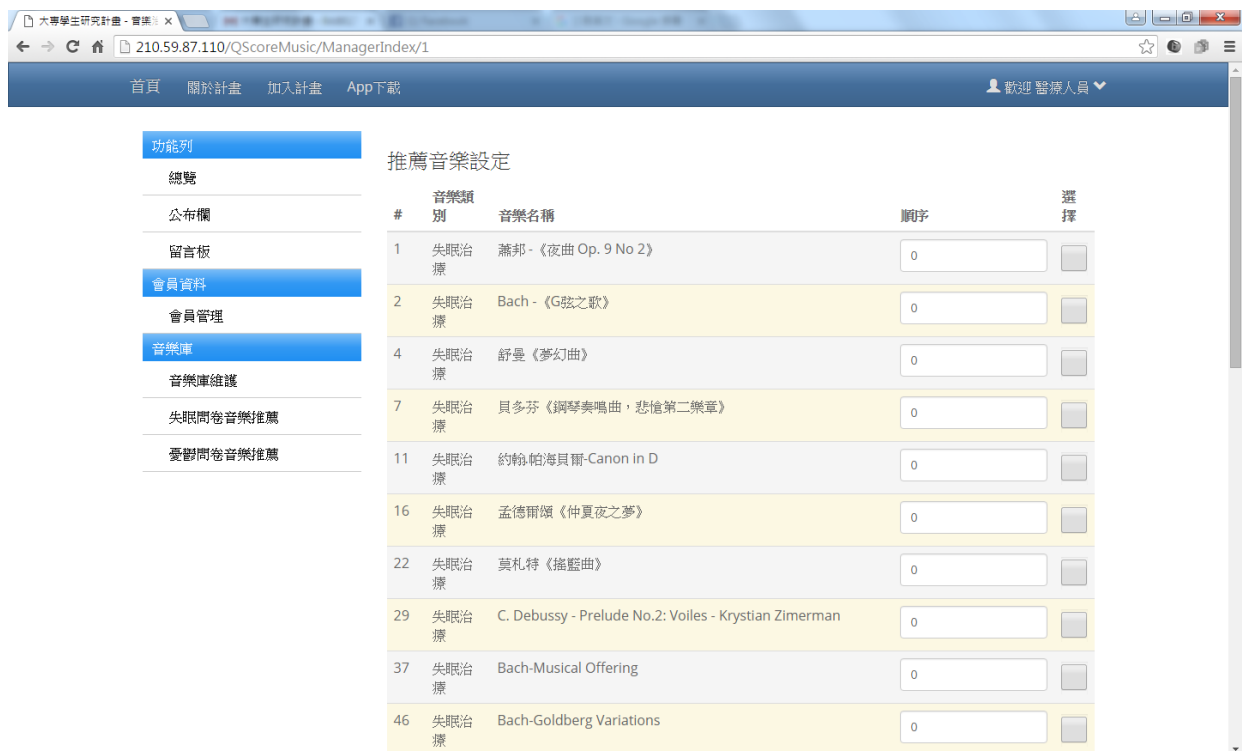 大專學生研究計畫 - 音樂
210.59.87.110/QScoreMusic/ManagerIndex/1
首頁 關於計畫 加入計畫 App下載 歡迎 醫療人員
功能列
總覽
公布欄
留言板
會員資料
會員管理
音樂庫
音樂庫維護
失眠問卷音樂推薦
憂鬱問卷音樂推薦
推薦音樂設定
# 音樂類別 音樂名稱 順序 選擇
1 失眠治療 蕭邦 -《夜曲 Op. 9 No 2》 0
2 失眠治療 Bach -《G弦之歌》 0
4 失眠治療 舒曼《夢幻曲》 0
7 失眠治療 貝多芬《鋼琴奏鳴曲，悲愴第二樂章》 0
11 失眠治療 約翰.帕海貝爾-Canon in D 0
16 失眠治療 孟德爾頌《仲夏夜之夢》 0
22 失眠治療 莫札特《搖籃曲》 0
29 失眠治療 C. Debussy - Prelude No.2: Voiles - Krystian Zimerman 0
37 失眠治療 Bach-Musical Offering 0
46 失眠治療 Bach-Goldberg Variations 0